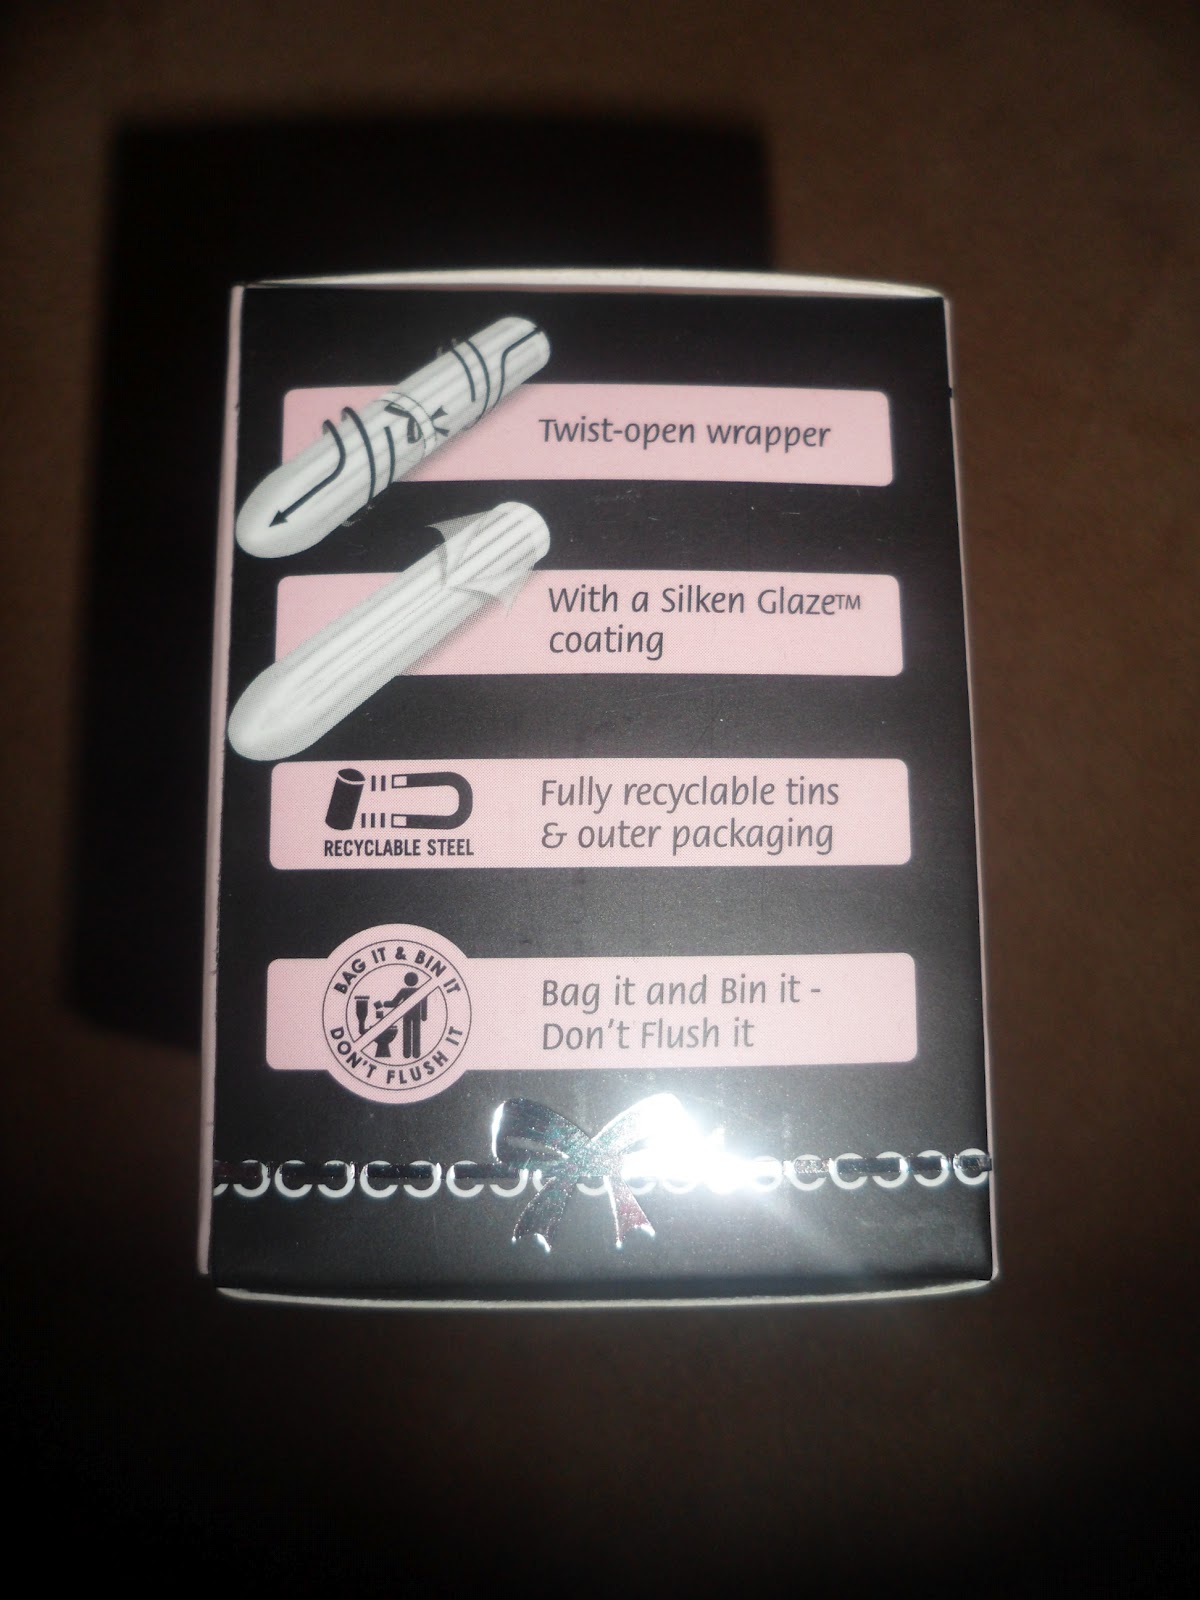 Twist-open wrapper
With a Silken Glaze™
coating
RECYCLABLE STEEL
Fully recyclable tins
& outer packaging
BAG IT & BIN IT
DON'T FLUSH IT
Bag it and Bin it -
Don't Flush it